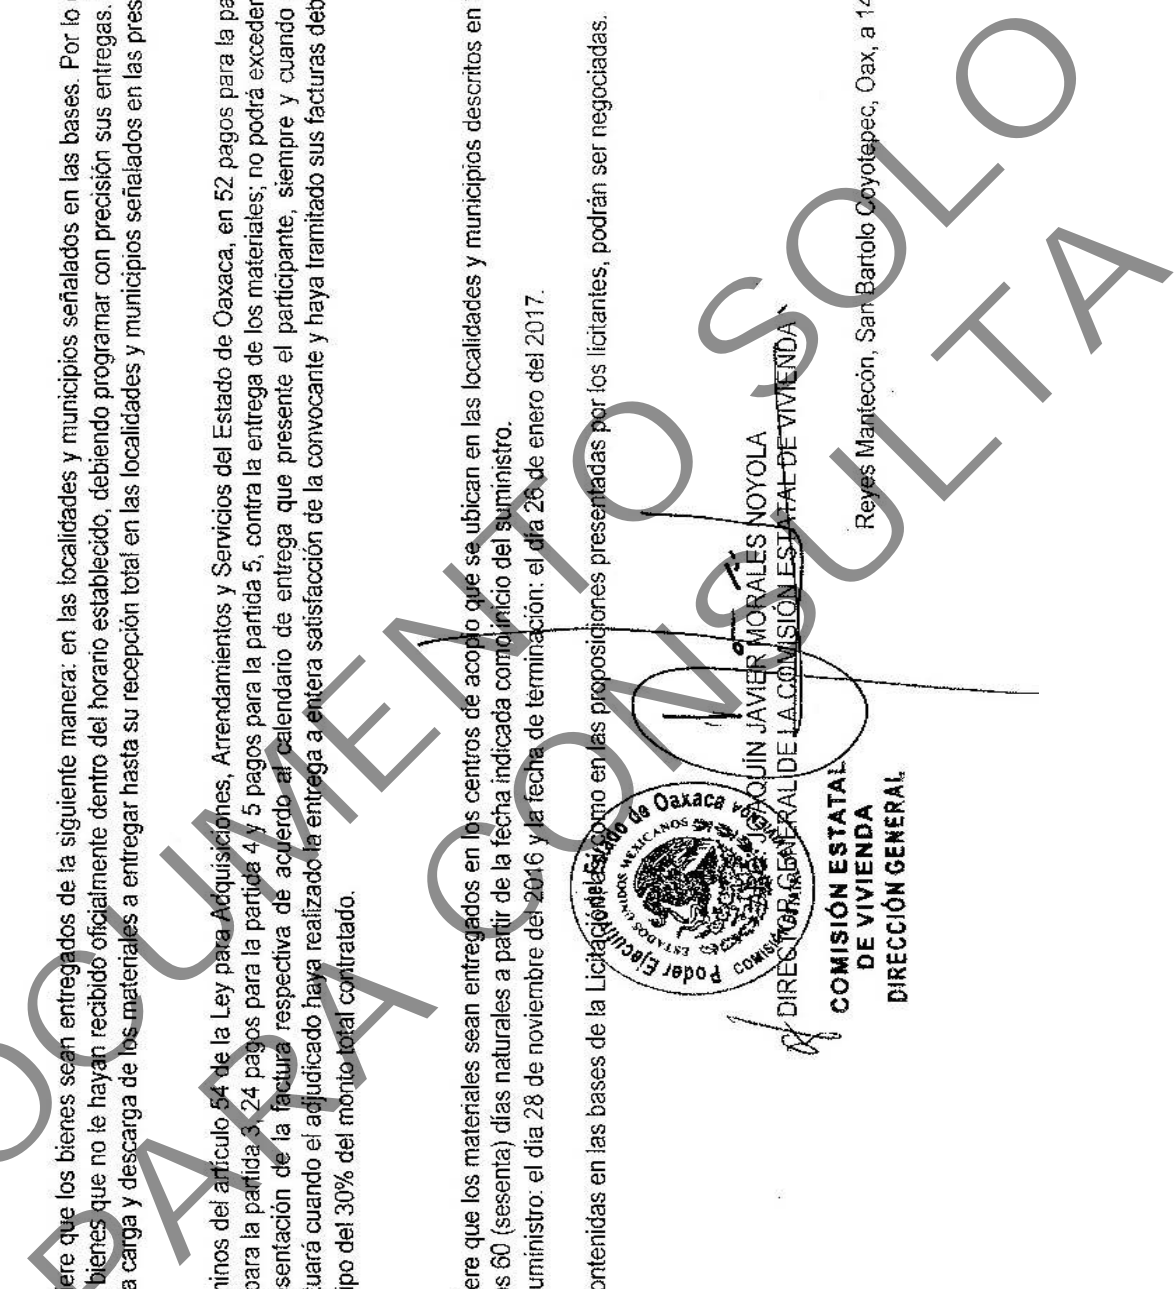 iere que los bienes sean entregados de la siguiente manera: en las localidades y municipios señalados en las bases. Por lo
bienes que no le hayan recibido oficialmente dentro del horario establecido, debiendo programar con precisión sus entregas.
a carga y descarga de los materiales a entregar hasta su recepción total en las localidades y municipios señalados en las pres
ninos del artículo 54 de la Ley para Adquisiciones, Arrendamientos y Servicios del Estado de Oaxaca, en 52 pagos para la pa
para la partida 3, 24 pagos para la partida 4 y 5 pagos para la partida 5, contra la entrega de los materiales; no podrá exceder
sentación de la factura respectiva de acuerdo al calendario de entrega que presente el participante, siempre y cuando
tuará cuando el adjudicado haya realizado la entrega a entera satisfacción de la convocante y haya tramitado sus facturas deb
ipo del 30% del monto total contratado.
ere que los materiales sean entregados en los centros de acopio que se ubican en las localidades y municipios descritos en
s 60 (sesenta) días naturales a partir de la fecha indicada como inicio del suministro.
uministro: el día 28 de noviembre del 2016 y la fecha de terminación: el día 26 de enero del 2017.
ontenidas en las bases de la Licitación, así como en las proposiciones presentadas por los licitantes, podrán ser negociadas.
Poder Ejecutivo del Estado de Oaxaca
ESTADOS UNIDOS MEXICANOS
JOAQUÍN JAVIER MORALES NOYOLA
DIRECTOR GENERAL DE LA COMISIÓN ESTATAL DE VIVIENDA
COMISIÓN ESTATAL
DE VIVIENDA
DIRECCIÓN GENERAL
Reyes Mantecón, San Bartolo Coyotepec, Oax, a 14
DOCUMENTO SOLO
PARA CONSULTA